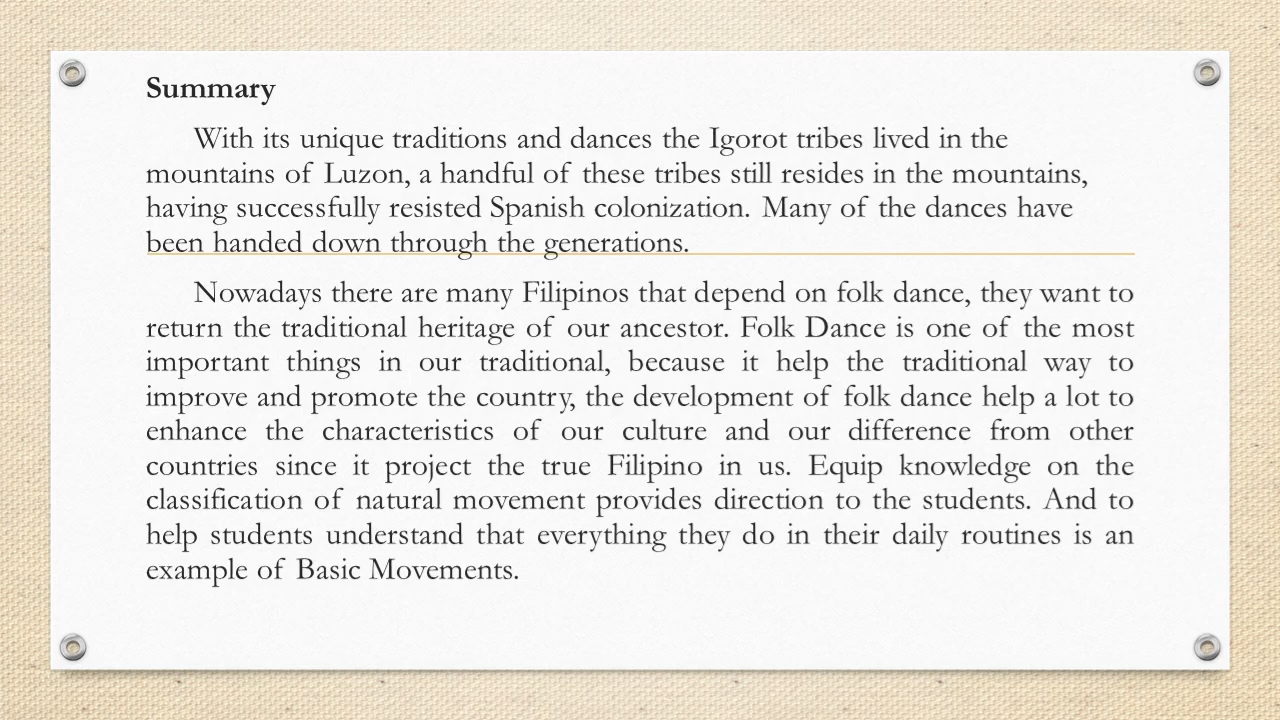 Summary
With its unique traditions and dances the Igorot tribes lived in the
mountains of Luzon, a handful of these tribes still resides in the mountains,
having successfully resisted Spanish colonization. Many of the dances have
been handed down through the generations.
Nowadays there are many Filipinos that depend on folk dance, they want to
return the traditional heritage of our ancestor. Folk Dance is one of the most
important things in our traditional, because it help the traditional way to
improve and promote the country, the development of folk dance help a lot to
enhance the characteristics of our culture and our difference from other
countries since it project the true Filipino in us. Equip knowledge on the
classification of natural movement provides direction to the students. And to
help students understand that everything they do in their daily routines is an
example of Basic Movements.